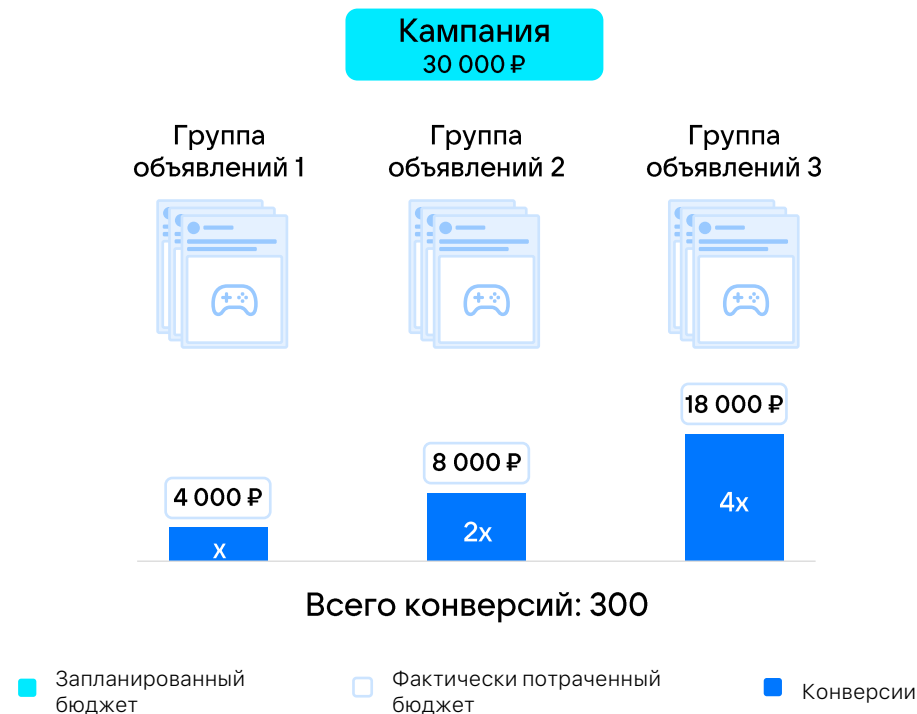 Кампания
30 000 ₽
Группа
объявлений 1
Группа
объявлений 2
Группа
объявлений 3
18 000 ₽
8 000 ₽
4 000 ₽
x
2x
4x
Всего конверсий: 300
Запланированный
бюджет
Фактически потраченный
бюджет
Конверсии